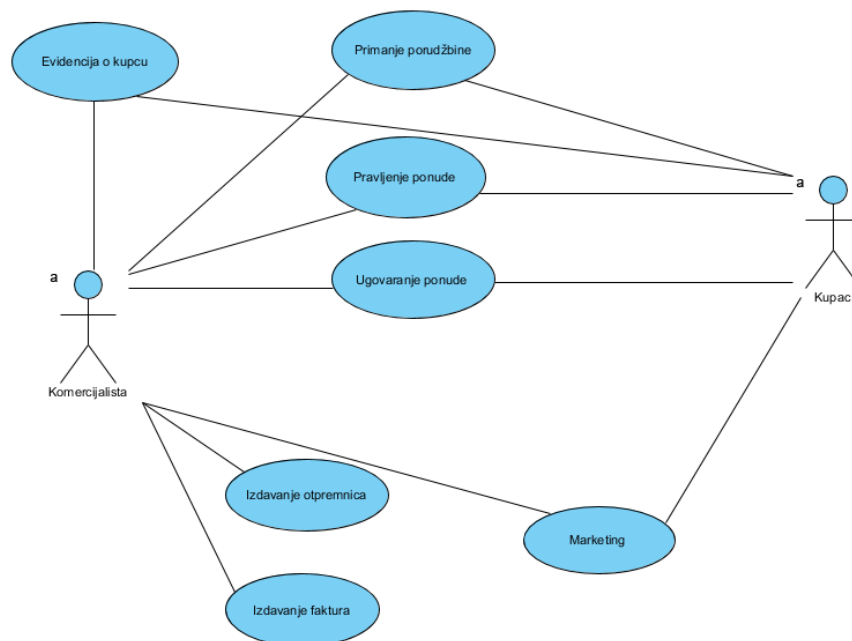 Evidencija o kupcu
Primanje porudžbine
Pravljenje ponude
a
Ugovaranje ponude
a
Kupac
Komercijalista
Izdavanje otpremnica
Marketing
Izdavanje faktura